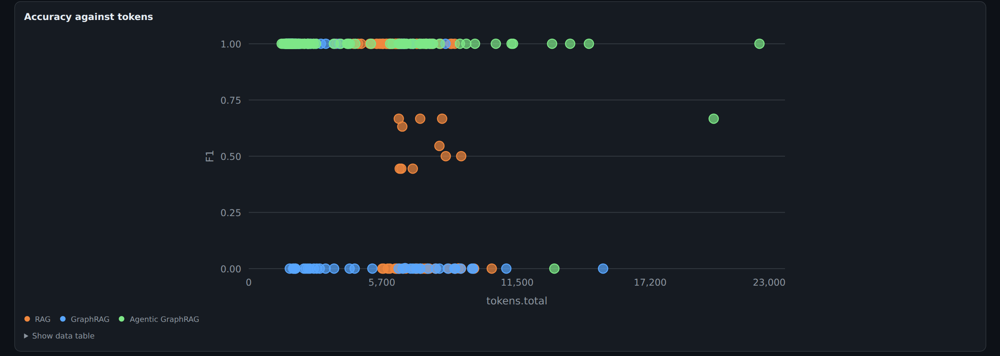 Accuracy against tokens
1.00
0.75
0.50
0.25
0.00
F1
0 5,700 11,500 17,200 23,000
tokens.total
RAG GraphRAG Agentic GraphRAG
Show data table